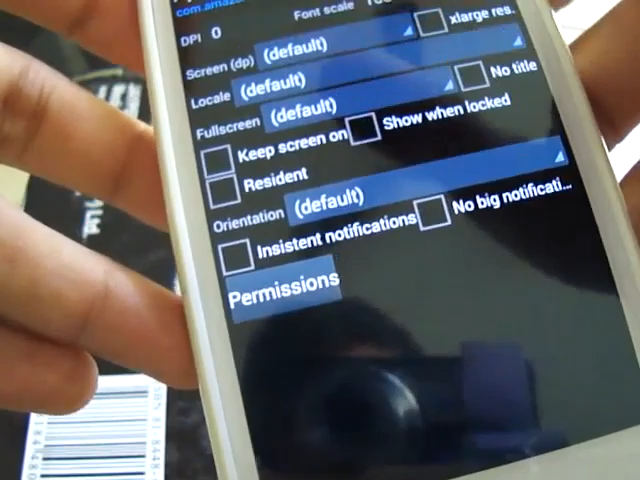 com.amazo
DPI 0 Font scale
Screen (dp) (default) xlarge res.
Locale (default)
Fullscreen (default) No title
Keep screen on Show when locked
Resident
Orientation (default)
Insistent notifications No big notificati...
Permissions